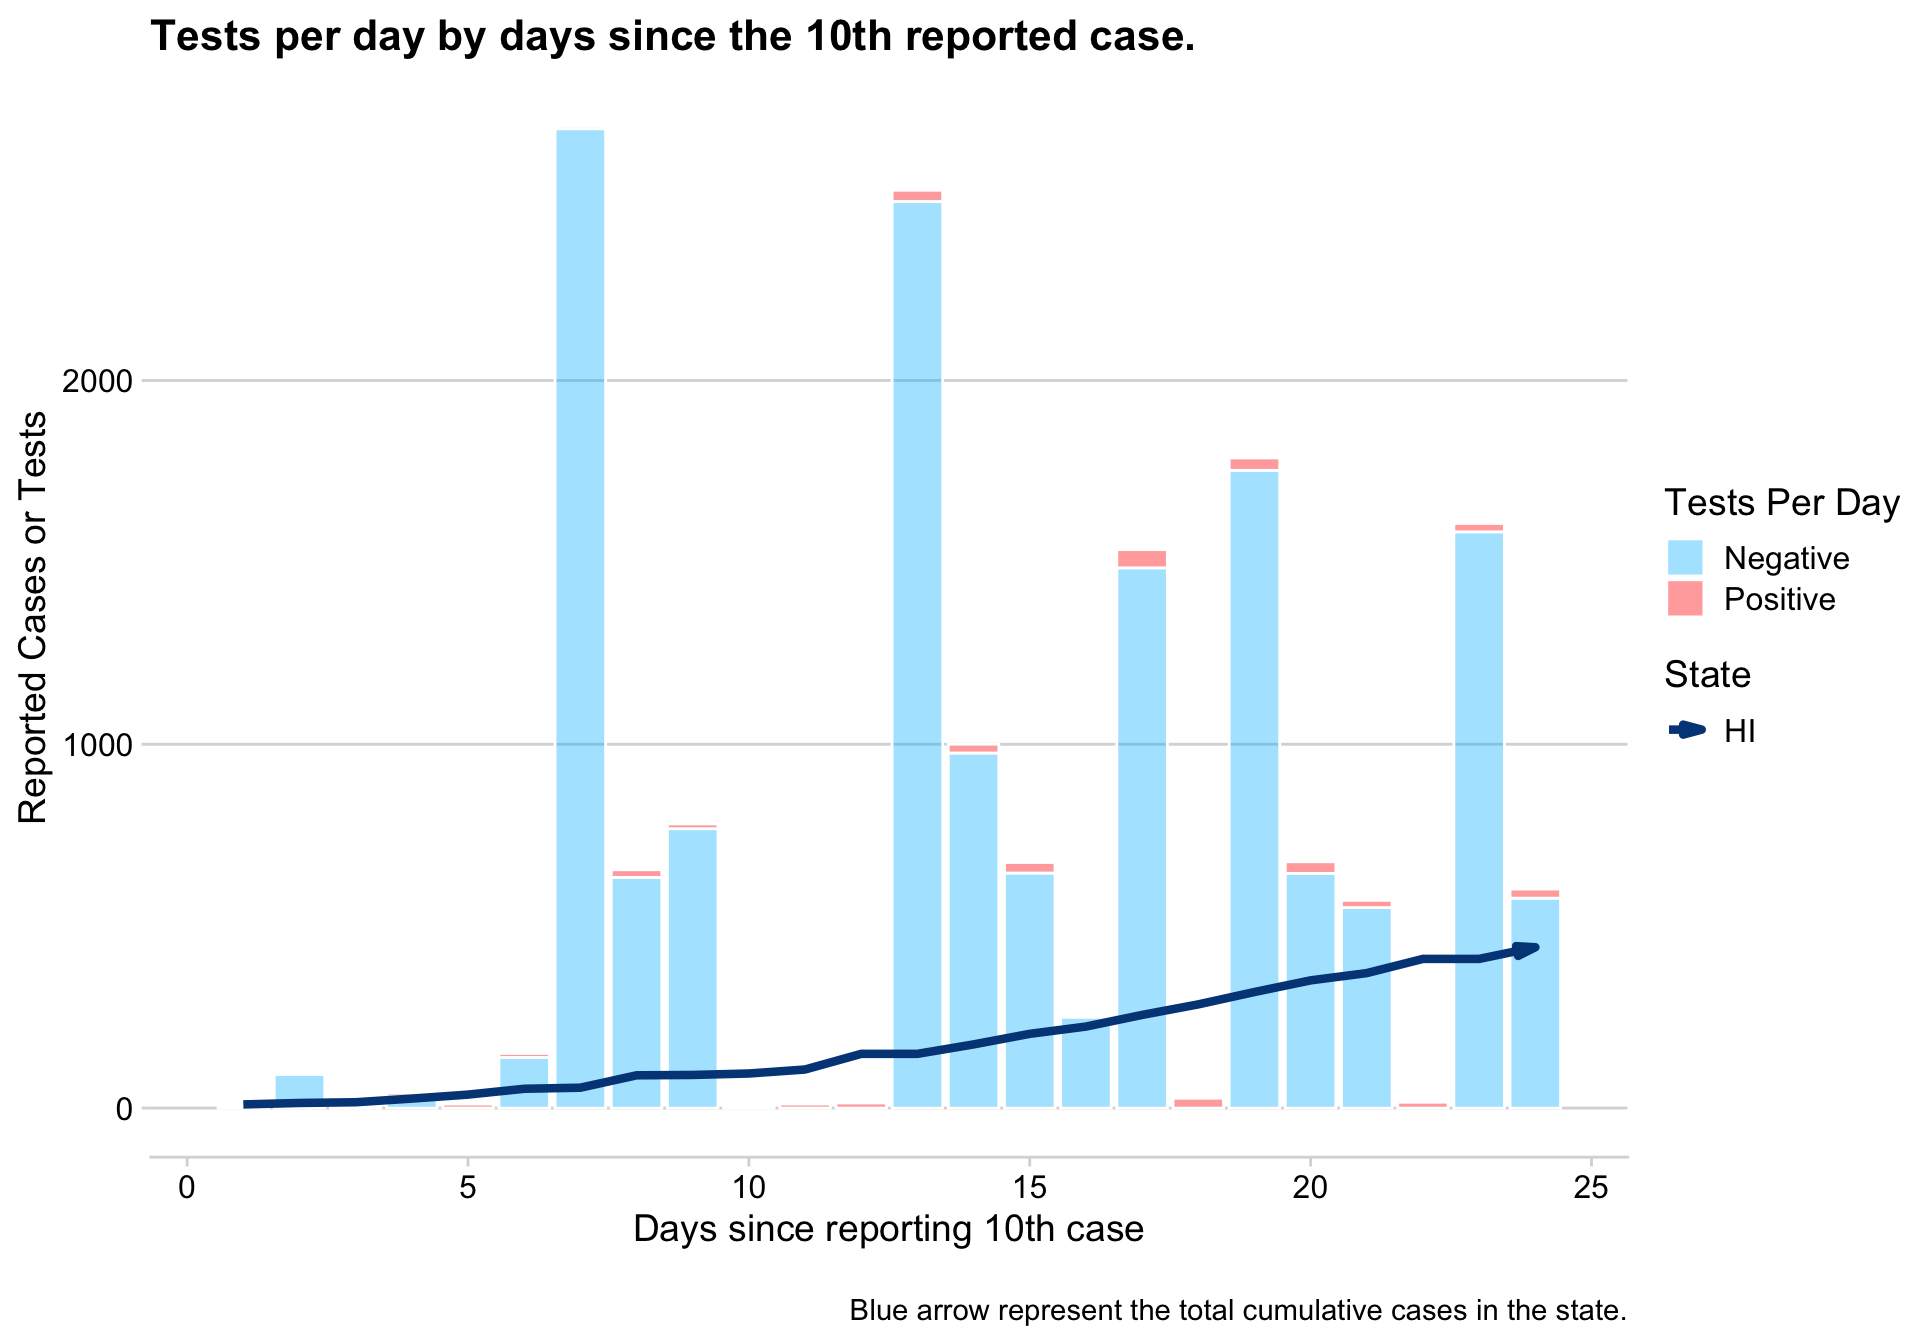 Tests per day by days since the 10th reported case.
Reported Cases or Tests
2000
1000
0
0 5 10 15 20 25
Days since reporting 10th case
Tests Per Day
Negative
Positive
State
HI
Blue arrow represent the total cumulative cases in the state.